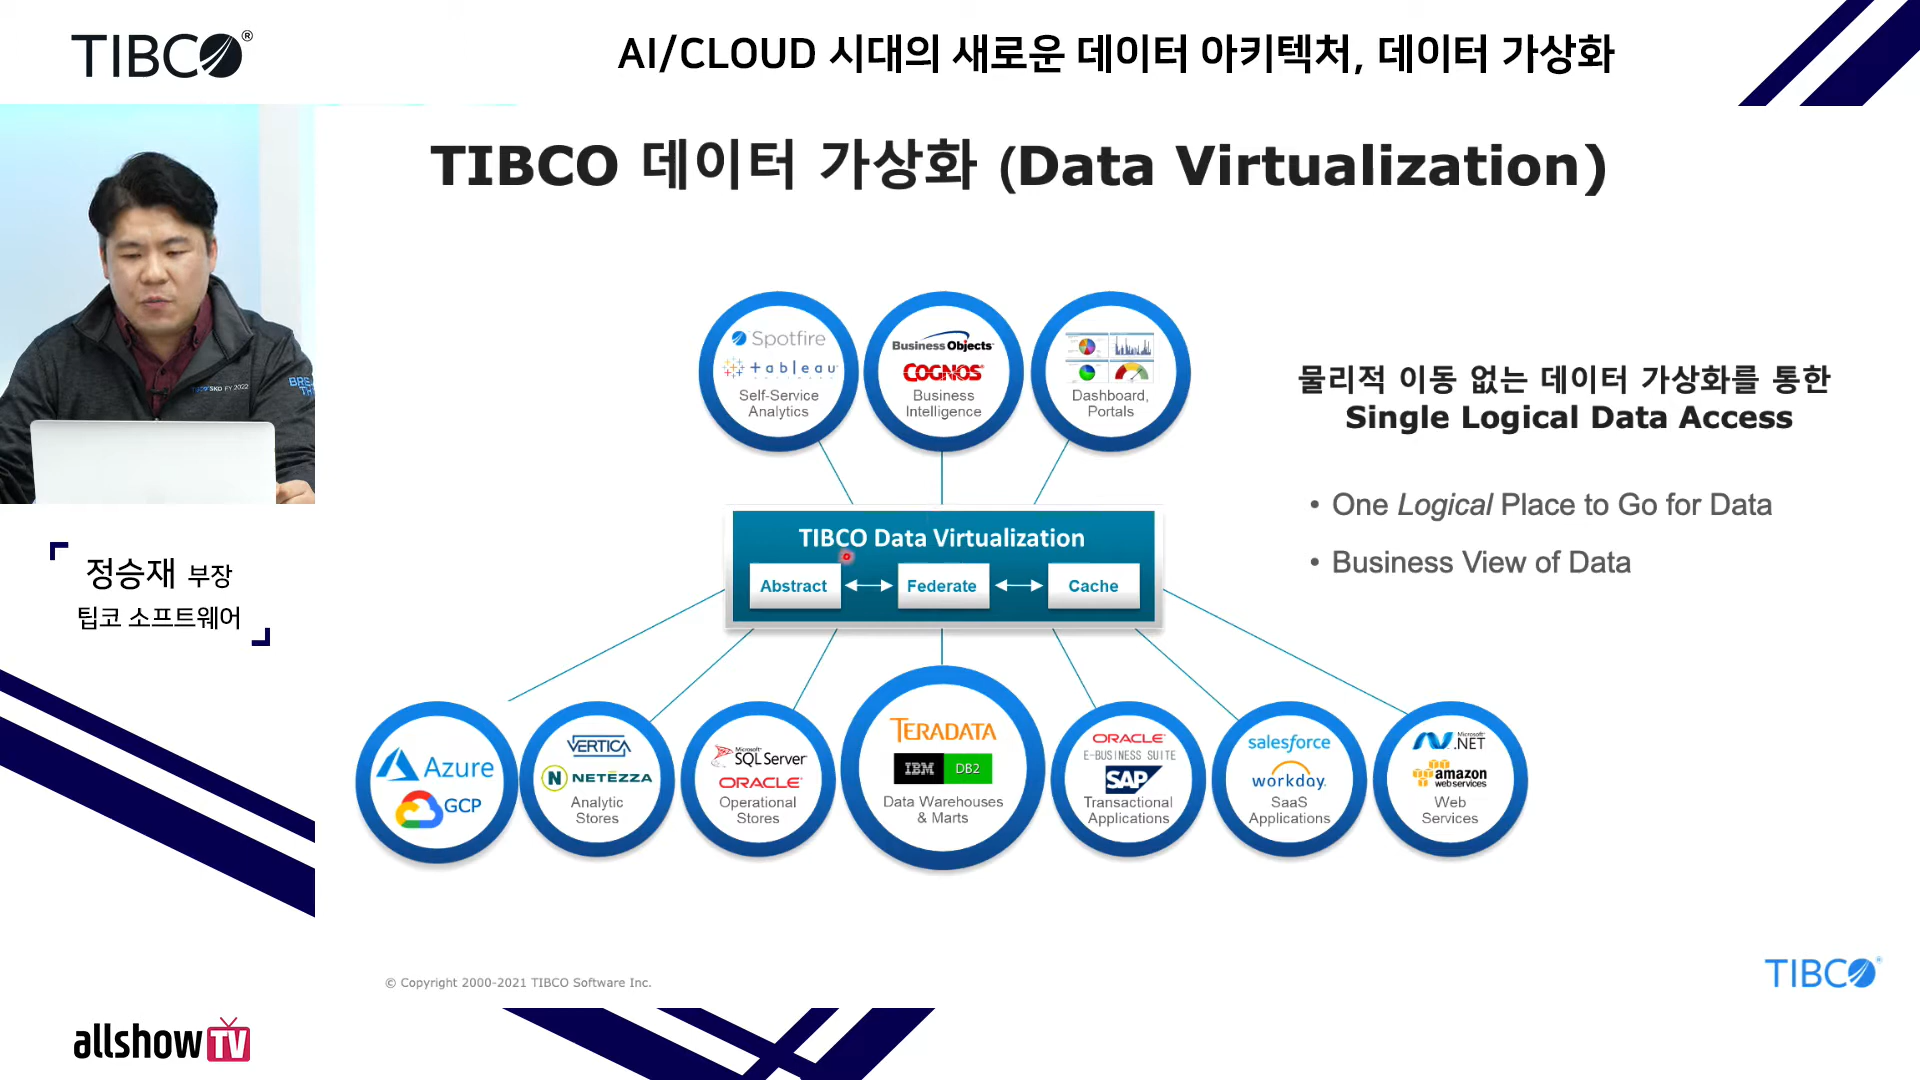 TIBCO®
AI/CLOUD 시대의 새로운 데이터 아키텍처, 데이터 가상화
TIBCO 데이터 가상화 (Data Virtualization)
Spotfire
+ableau
Self-Service
Analytics
Business Objects
COGNOS
Business
Intelligence
Dashboard,
Portals
물리적 이동 없는 데이터 가상화를 통한
Single Logical Data Access
• One Logical Place to Go for Data
• Business View of Data
TIBCO Data Virtualization
Abstract
Federate
Cache
정승재 부장
팁코 소프트웨어
Azure
GCP
VERTICA
NETEZZA
Analytic
Stores
Microsoft
SQL Server
ORACLE
Operational
Stores
TERADATA
IBM DB2
Data Warehouses
& Marts
ORACLE
E-BUSINESS SUITE
SAP
Transactional
Applications
salesforce
workday.
SaaS
Applications
Microsoft
.NET
amazon
web services
Web
Services
© Copyright 2000-2021 TIBCO Software Inc.
TIBCO®
allshow TV